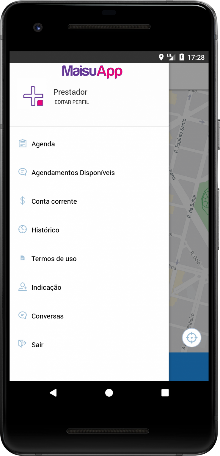 17:28
MaisuApp
Prestador
EDITAR PERFIL
Agenda
Agendamentos Disponíveis
Conta corrente
Histórico
Termos de uso
Indicação
Conversas
Sair